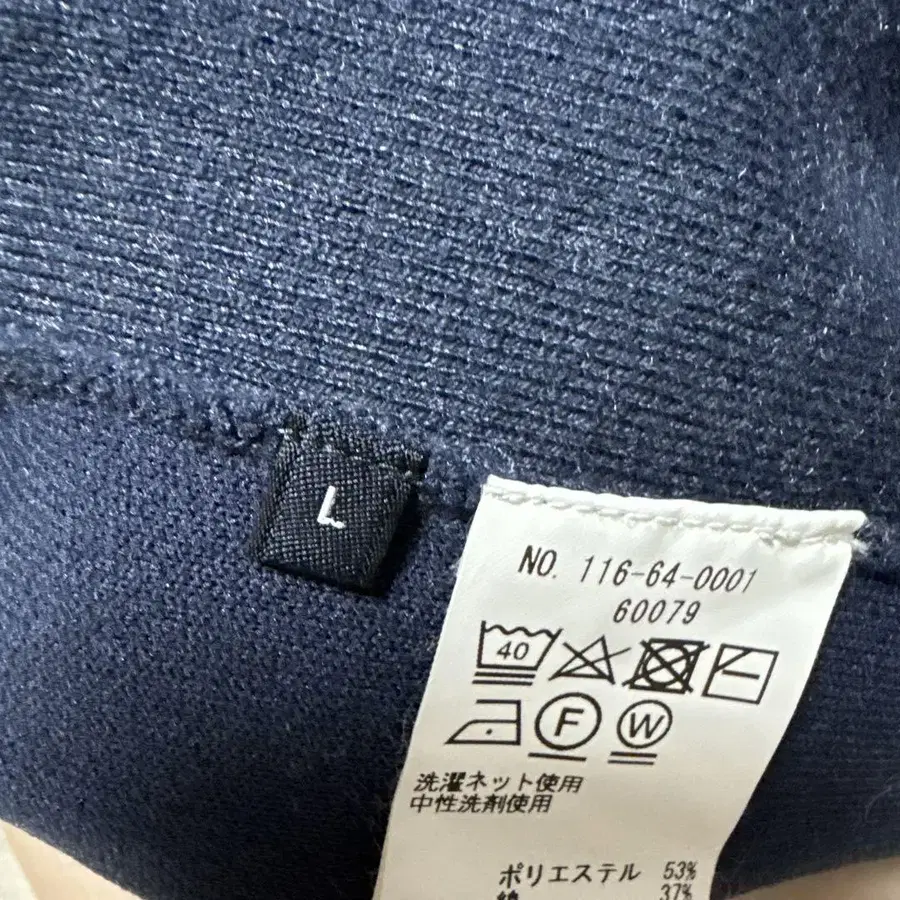 L
NO. 116-64-0001
60079
40
F W
洗濯ネット使用
中性洗剤使用
ポリエステル 53%
綿 37%